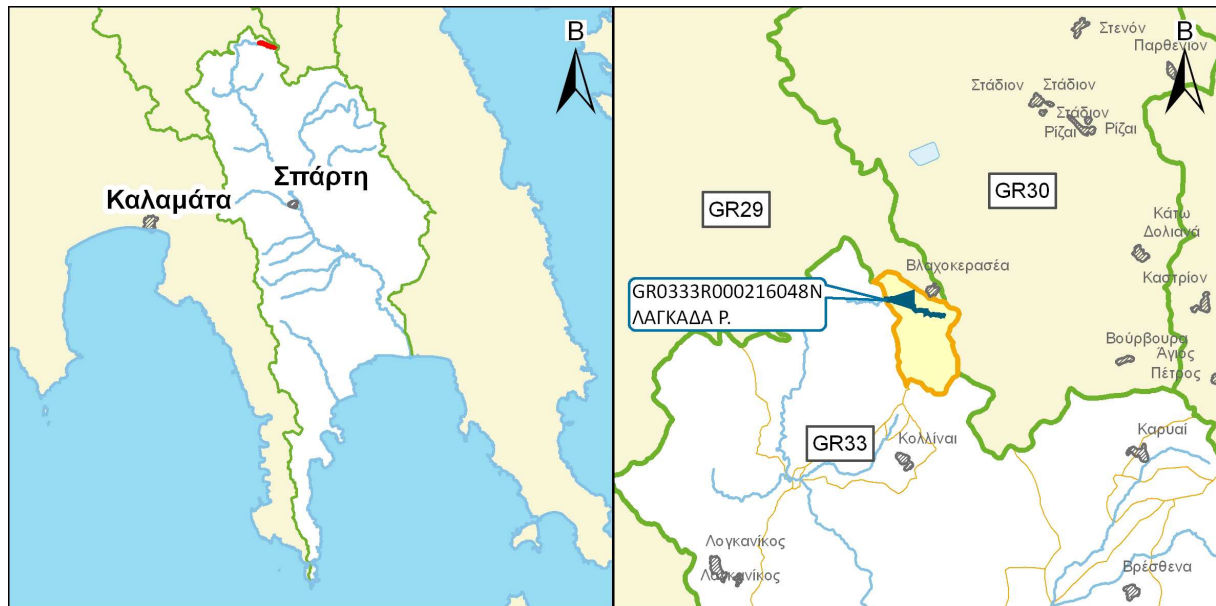 Β
Σπάρτη
Καλαμάτα
Β
Στενόν
Παρθένιον
Στάδιον
Στάδιον
Στάδιον
Ρίζαι
Ρίζαι
GR30
GR29
Κάτω
Δολιανά
Βλαχοκερασέα
Καστρίον
GR0333R000216048N
ΛΑΓΚΑΔΑ Ρ.
Βούρβουρα
Άγιος
Πέτρος
GR33
Κολλίναι
Καρυαί
Λογκανίκος
Λογκανίκος
Βρέσθενα